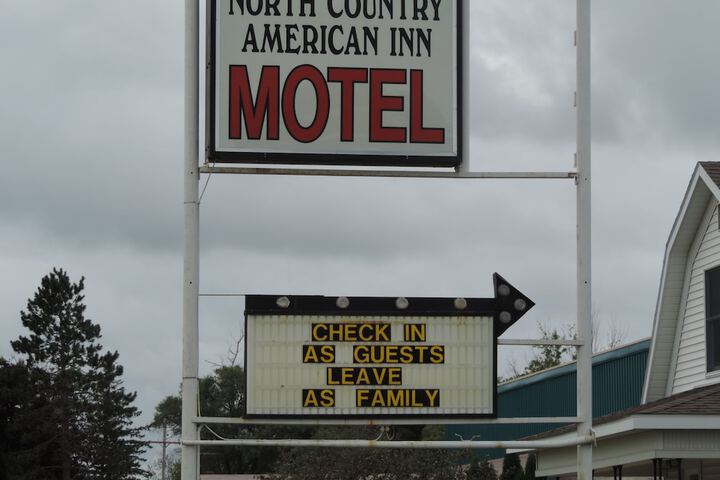 NORTH COUNTRY
AMERICAN INN
MOTEL
CHECK IN
AS GUESTS
LEAVE
AS FAMILY